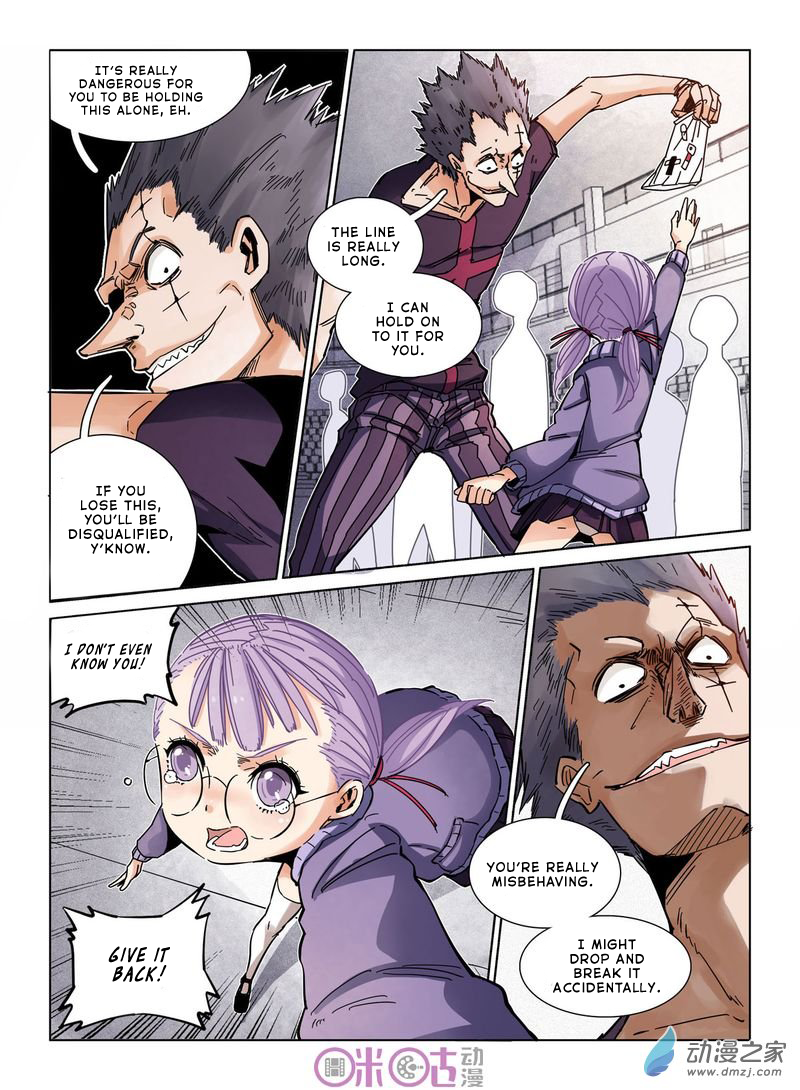 IT'S REALLY
DANGEROUS FOR
YOU TO BE HOLDING
THIS ALONE, EH.
THE LINE
IS REALLY
LONG.
I CAN
HOLD ON
TO IT FOR
YOU.
IF YOU
LOSE THIS,
YOU'LL BE
DISQUALIFIED,
Y'KNOW.
I DON'T EVEN
KNOW YOU!
GIVE IT
BACK!
YOU'RE REALLY
MISBEHAVING.
I MIGHT
DROP AND
BREAK IT
ACCIDENTALLY.
咪咕动漫
动漫之家
www.dmzj.com